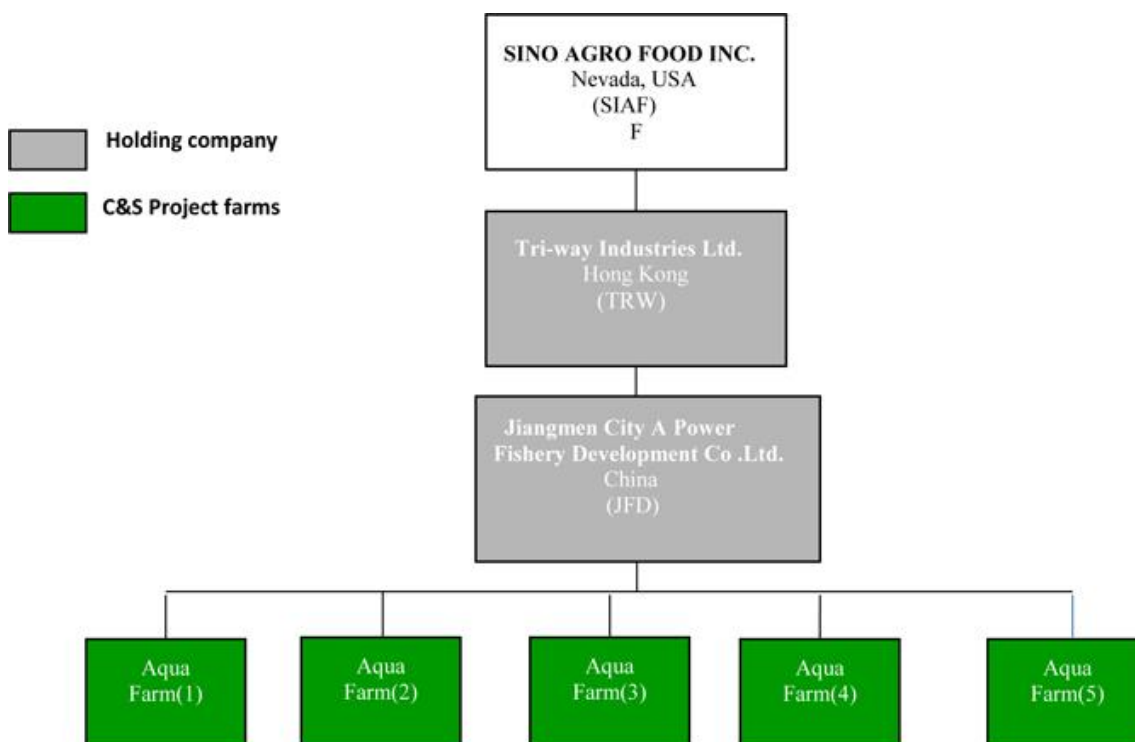 SINO AGRO FOOD INC.
Nevada, USA
(SIAF)
F
Holding company
C&S Project farms
Tri-way Industries Ltd.
Hong Kong
(TRW)
Jiangmen City A Power
Fishery Development Co .Ltd.
China
(JFD)
Aqua
Farm(1)
Aqua
Farm(2)
Aqua
Farm(3)
Aqua
Farm(4)
Aqua
Farm(5)